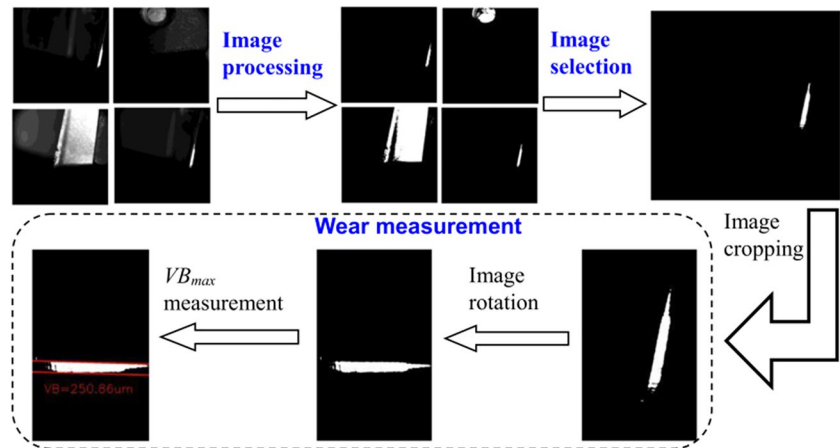 Image
processing
Image
selection
Wear measurement
Image
cropping
VBmax
measurement
Image
rotation
VB=250.86um